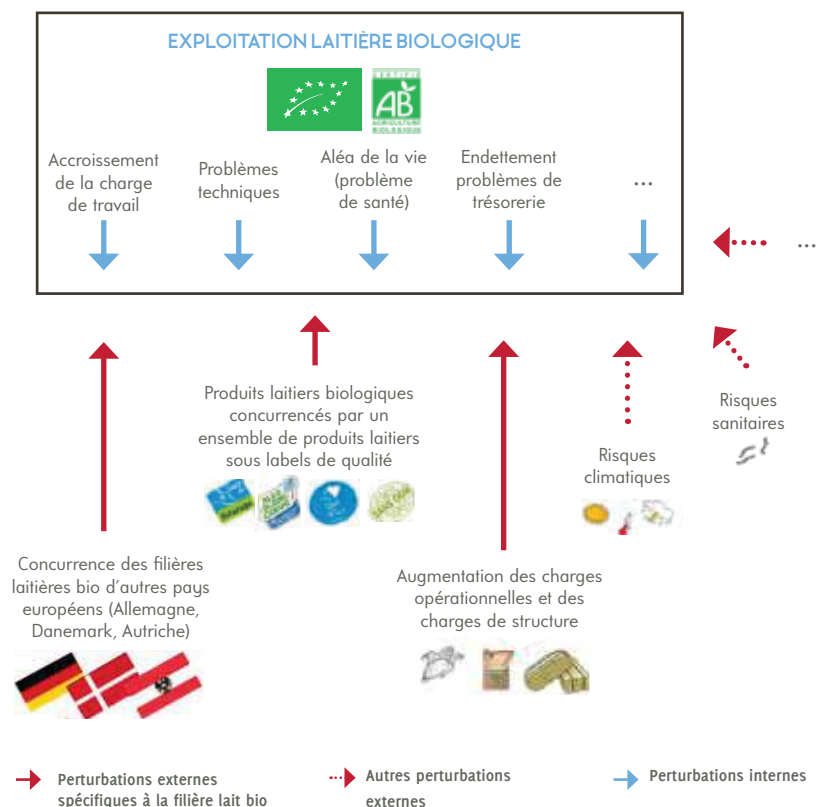 EXPLOITATION LAITIÈRE BIOLOGIQUE
CERTIFIÉ
AB
AGRICULTURE
BIOLOGIQUE
Accroissement
de la charge
de travail
Problèmes
techniques
Aléa de la vie
(problème
de santé)
Endettement
problèmes de
trésorerie
...
...
Produits laitiers biologiques
concurrencés par un
ensemble de produits laitiers
sous labels de qualité
Risques
climatiques
Risques
sanitaires
Concurrence des filières
laitières bio d'autres pays
européens (Allemagne,
Danemark, Autriche)
Augmentation des charges
opérationnelles et des
charges de structure
Perturbations externes
spécifiques à la filière lait bio
Autres perturbations
externes
Perturbations internes